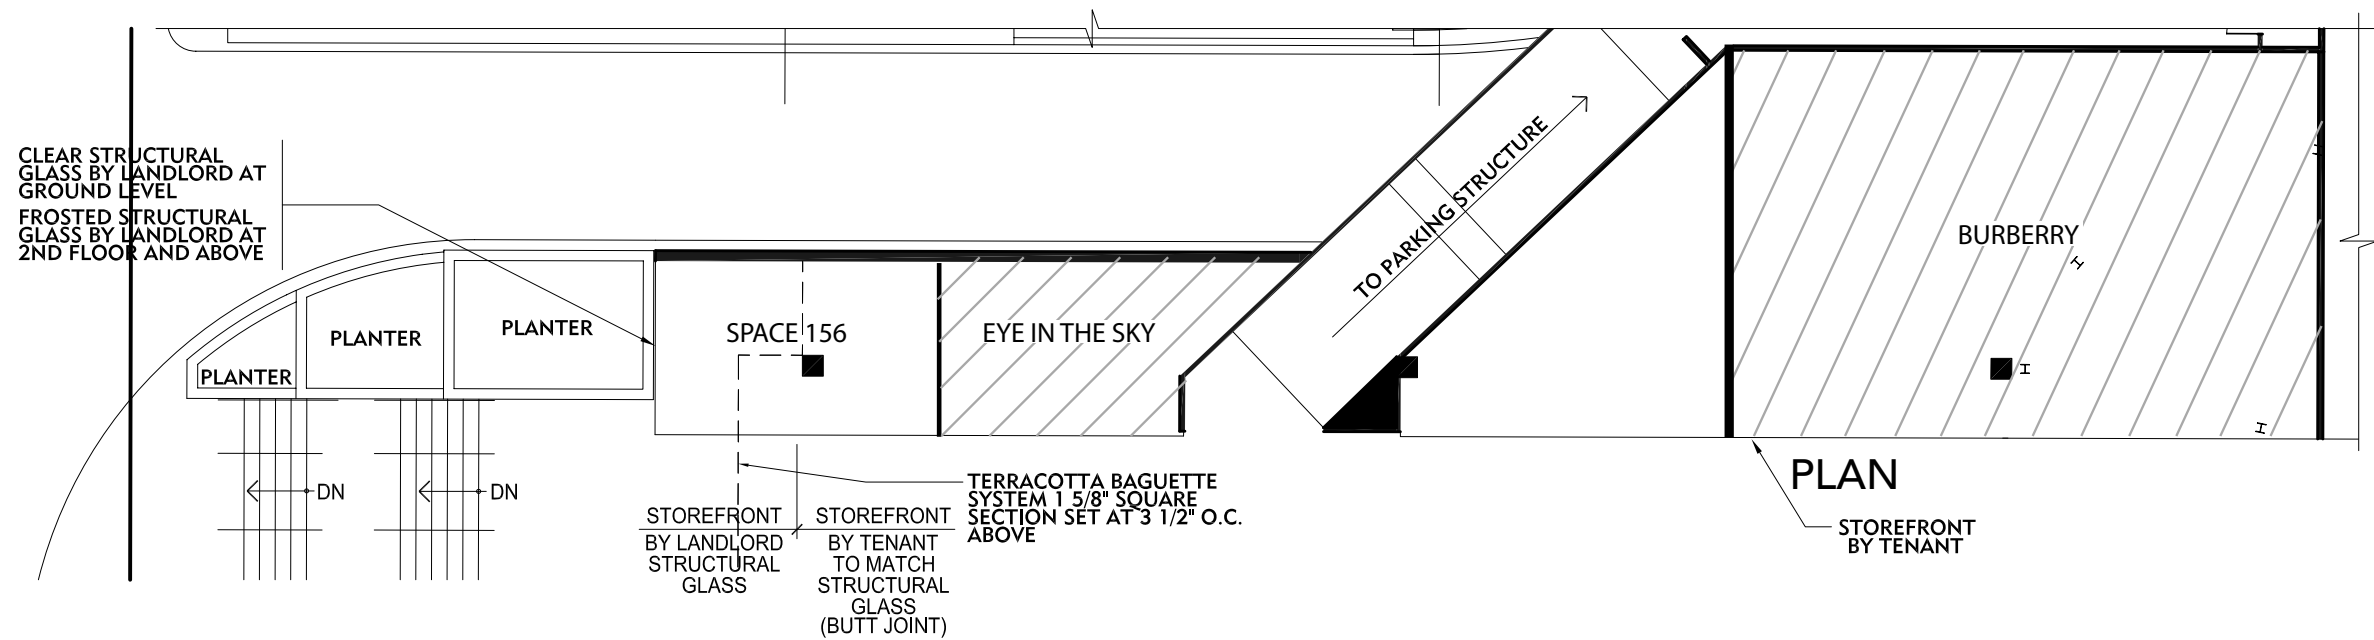 CLEAR STRUCTURAL
GLASS BY LANDLORD AT
GROUND LEVEL
FROSTED STRUCTURAL
GLASS BY LANDLORD AT
2ND FLOOR AND ABOVE
PLANTER
PLANTER
PLANTER
SPACE 156
EYE IN THE SKY
TO PARKING STRUCTURE
BURBERRY
DN
DN
STOREFRONT
BY LANDLORD
STRUCTURAL
GLASS
STOREFRONT
BY TENANT
TO MATCH
STRUCTURAL
GLASS
(BUTT JOINT)
TERRACOTTA BAGUETTE
SYSTEM 1 5/8" SQUARE
SECTION SET AT 3 1/2" O.C.
ABOVE
PLAN
STOREFRONT
BY TENANT